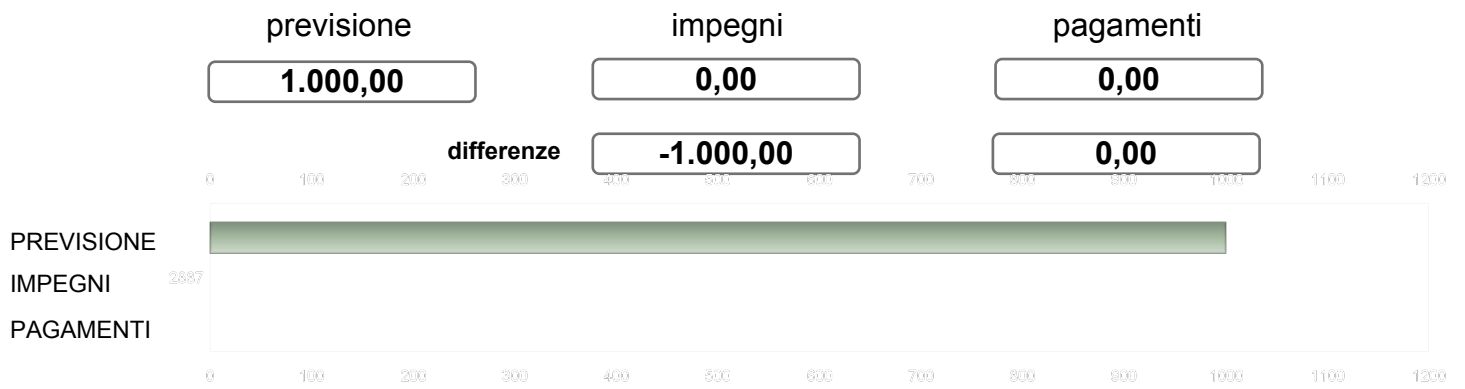 previsione impegni pagamenti
1.000,00 0,00 0,00
differenze -1.000,00 0,00
0 100 200 300 400 500 600 700 800 900 1000 1100 1200
PREVISIONE
IMPEGNI 2887
PAGAMENTI
0 100 200 300 400 500 600 700 800 900 1000 1100 1200